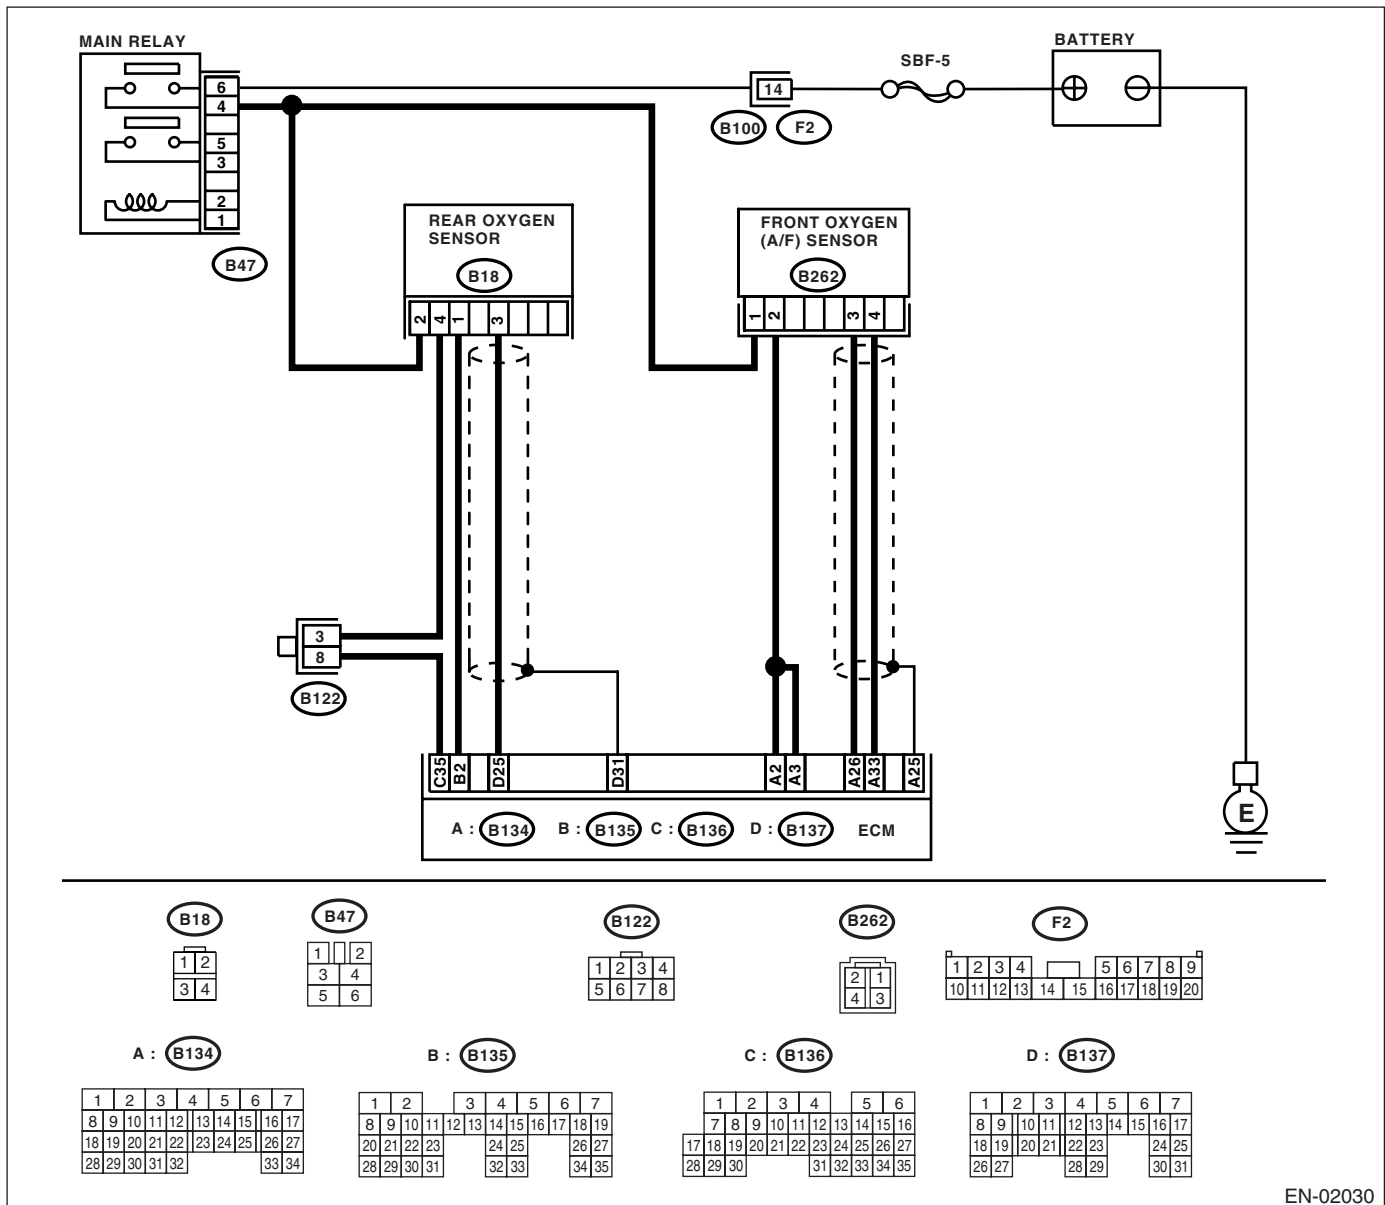 MAIN RELAY
BATTERY
SBF-5
6
4
5
3
2
1
B47
14
B100 F2
REAR OXYGEN
SENSOR
B18
2 4 1 3
FRONT OXYGEN
(A/F) SENSOR
B262
1 2 3 4
3
8
B122
C35 B2 D25 D31 A2 A3 A26 A33 A25
A : B134 B : B135 C : B136 D : B137 ECM
E
B18
1 2
3 4
B47
1 2
3 4
5 6
B122
1 2 3 4
5 6 7 8
B262
2 1
4 3
F2
1 2 3 4 5 6 7 8 9
10 11 12 13 14 15 16 17 18 19 20
A : B134
1 2 3 4 5 6 7
8 9 10 11 12 13 14 15 16 17
18 19 20 21 22 23 24 25 26 27
28 29 30 31 32 33 34
B : B135
1 2 3 4 5 6 7
8 9 10 11 12 13 14 15 16 17 18 19
20 21 22 23 24 25 26 27
28 29 30 31 32 33 34 35
C : B136
1 2 3 4 5 6
7 8 9 10 11 12 13 14 15 16
17 18 19 20 21 22 23 24 25 26 27
28 29 30 31 32 33 34 35
D : B137
1 2 3 4 5 6 7
8 9 10 11 12 13 14 15 16 17
18 19 20 21 22 23 24 25
26 27 28 29 30 31
EN-02030